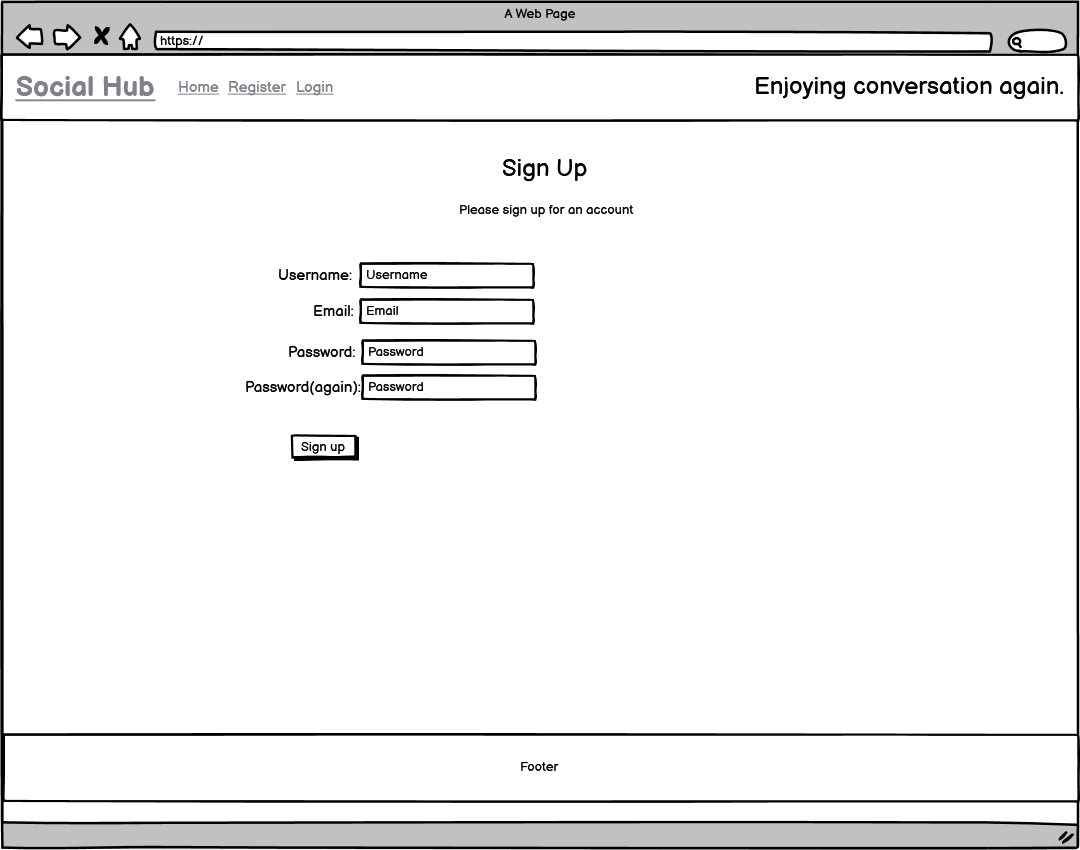 A Web Page
https://
Social Hub Home Register Login Enjoying conversation again.
Sign Up
Please sign up for an account
Username: Username
Email: Email
Password: Password
Password(again): Password
Sign up
Footer